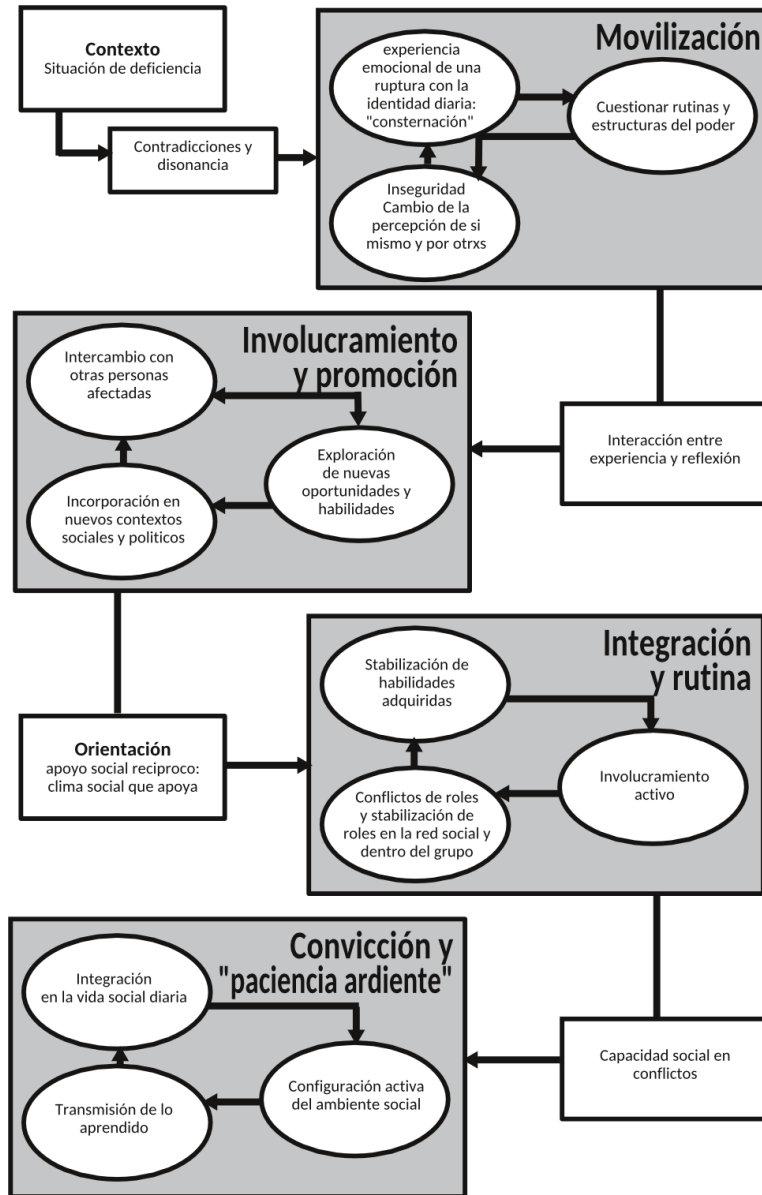 Contexto
Situación de deficiencia
Contradicciones y
disonancia
Movilización
experiencia
emocional de una
ruptura con la
identidad diaria:
"consternación"
Cuestionar rutinas y
estructuras del poder
Inseguridad
Cambio de la
percepción de si
mismo y por otrxs
Interacción entre
experiencia y reflexión
Involucramiento
y promoción
Intercambio con
otras personas
afectadas
Exploración
de nuevas
oportunidades y
habilidades
Incorporación en
nuevos contextos
sociales y politicos
Orientación
apoyo social reciproco:
clima social que apoya
Integración
y rutina
Stabilización de
habilidades
adquiridas
Involucramiento
activo
Conflictos de roles
y stabilización de
roles en la red social y
dentro del grupo
Capacidad social en
conflictos
Convicción y
"paciencia ardiente"
Integración
en la vida social diaria
Configuración activa
del ambiente social
Transmisión de lo
aprendido